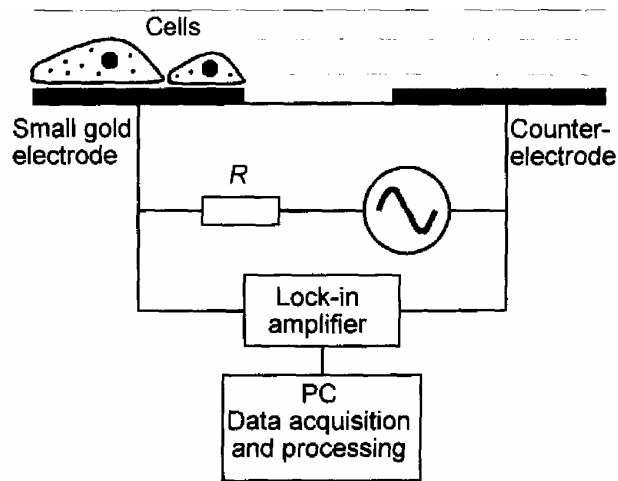 Cells
Small gold
electrode
Counter-
electrode
R
Lock-in
amplifier
PC
Data acquisition
and processing